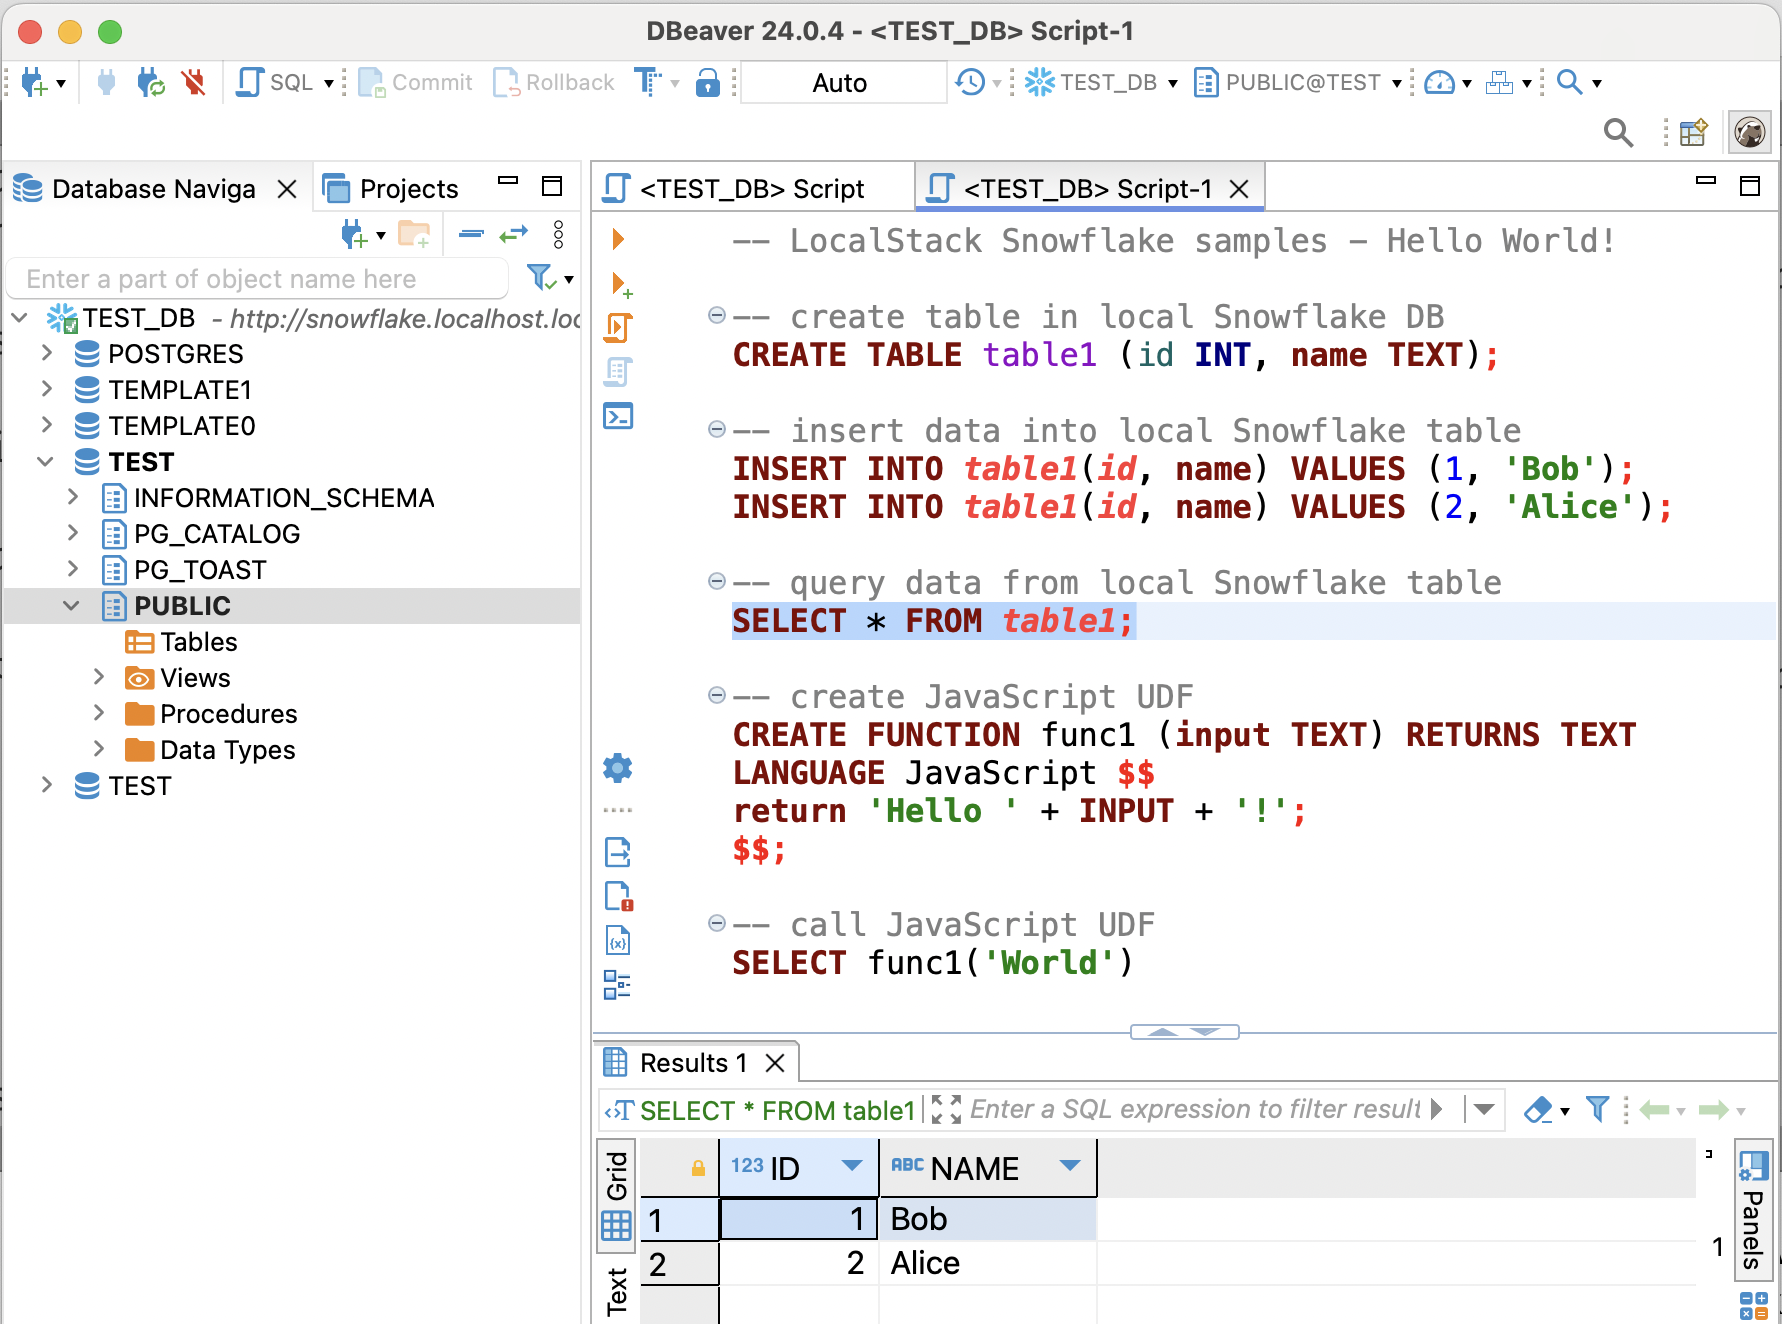 DBeaver 24.0.4 - <TEST_DB> Script-1
SQL Commit Rollback Auto TEST_DB PUBLIC@TEST
Database Naviga Projects
Enter a part of object name here
TEST_DB - http://snowflake.localhost.loc
POSTGRES
TEMPLATE1
TEMPLATE0
TEST
INFORMATION_SCHEMA
PG_CATALOG
PG_TOAST
PUBLIC
Tables
Views
Procedures
Data Types
TEST
<TEST_DB> Script <TEST_DB> Script-1
-- LocalStack Snowflake samples - Hello World!
-- create table in local Snowflake DB
CREATE TABLE table1 (id INT, name TEXT);
-- insert data into local Snowflake table
INSERT INTO table1(id, name) VALUES (1, 'Bob');
INSERT INTO table1(id, name) VALUES (2, 'Alice');
-- query data from local Snowflake table
SELECT * FROM table1;
-- create JavaScript UDF
CREATE FUNCTION func1 (input TEXT) RETURNS TEXT
LANGUAGE JavaScript $$
return 'Hello ' + INPUT + '!';
$$;
-- call JavaScript UDF
SELECT func1('World')
Results 1
SELECT * FROM table1 Enter a SQL expression to filter result
Grid
Text
123 ID ABC NAME
1 1 Bob
2 2 Alice
1
Panels